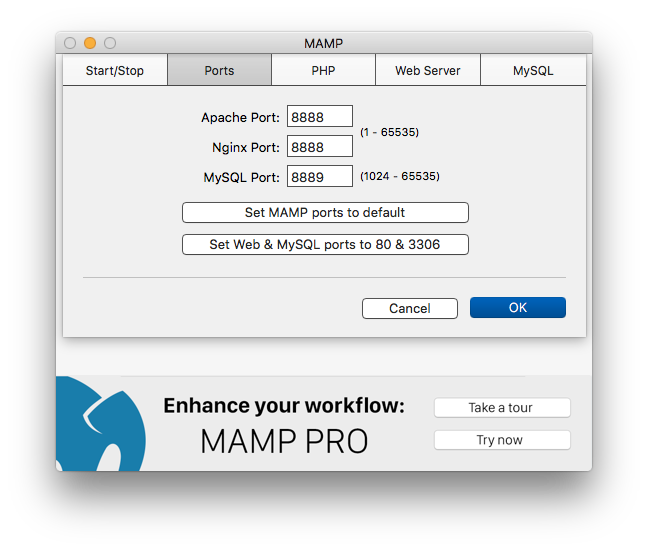 MAMP
Start/Stop Ports PHP Web Server MySQL
Apache Port: 8888
(1 - 65535)
Nginx Port: 8888
MySQL Port: 8889 (1024 - 65535)
Set MAMP ports to default
Set Web & MySQL ports to 80 & 3306
Cancel OK
Enhance your workflow: Take a tour
MAMP PRO Try now